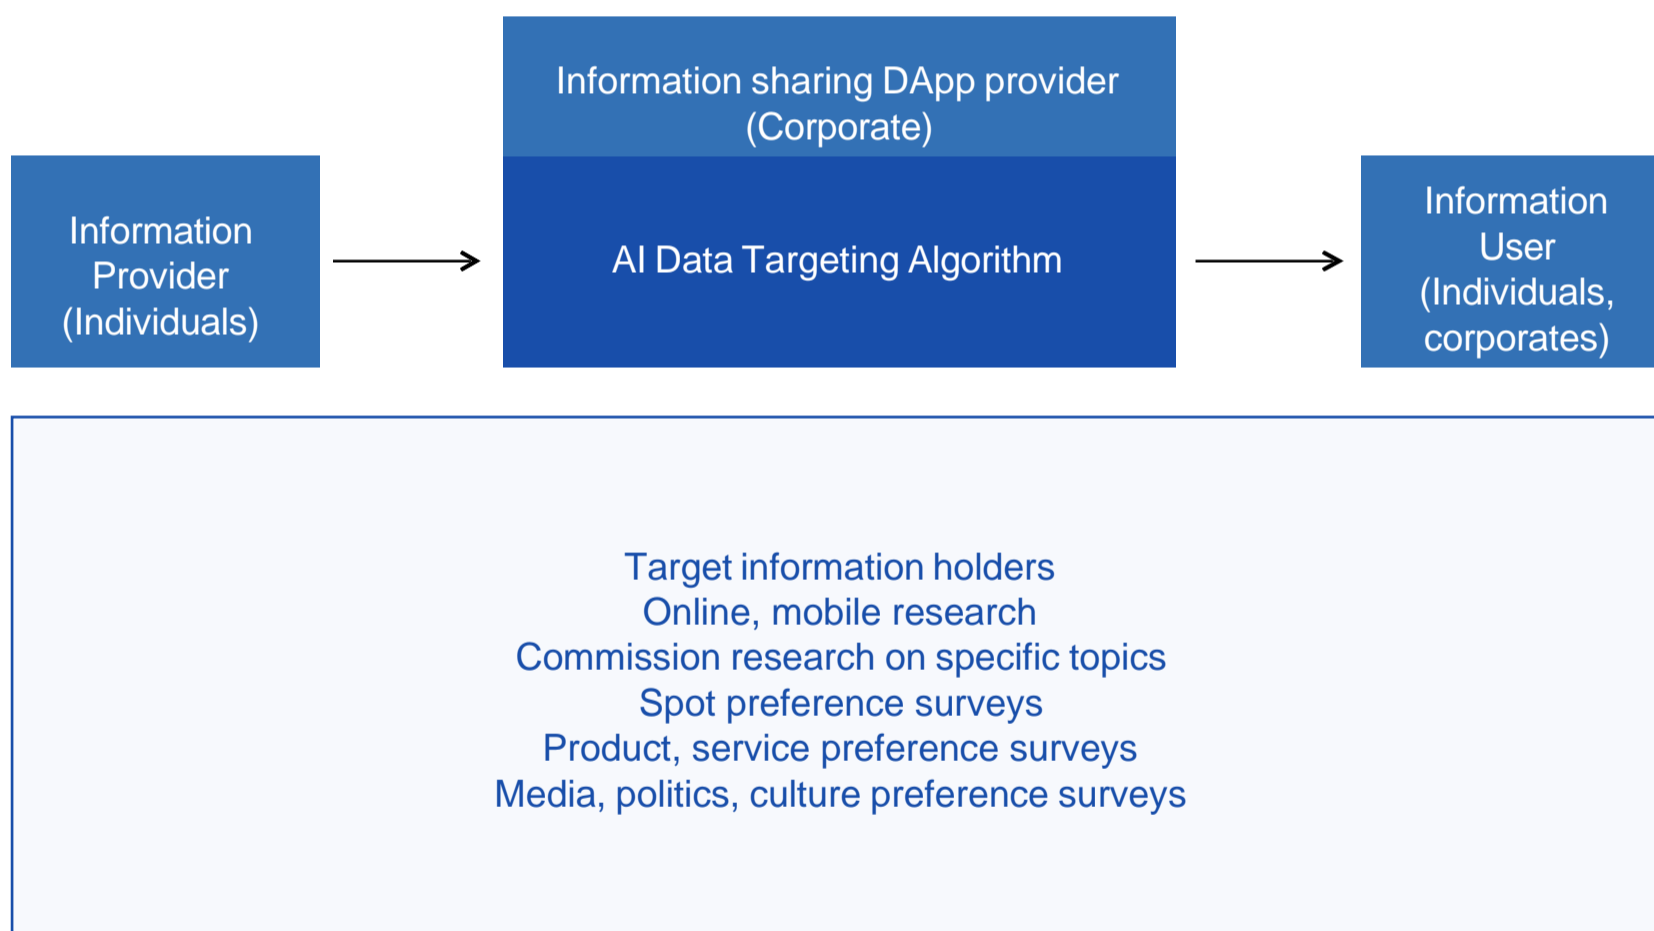 Information sharing DApp provider
(Corporate)
Information
Provider
(Individuals)
AI Data Targeting Algorithm
Information
User
(Individuals,
corporates)
Target information holders
Online, mobile research
Commission research on specific topics
Spot preference surveys
Product, service preference surveys
Media, politics, culture preference surveys